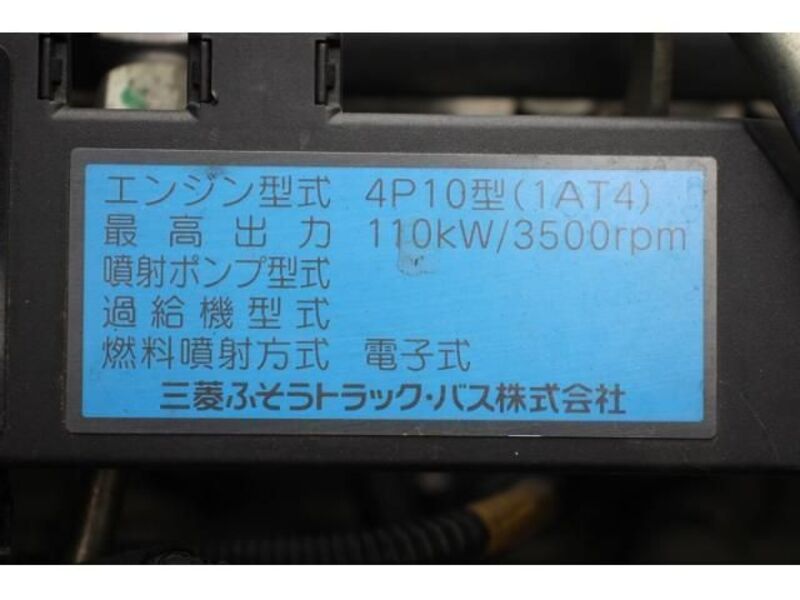 エンジン型式 4P10型(1AT4)
最高出力 110kW/3500rpm
噴射ポンプ型式
過給機型式
燃料噴射方式 電子式
三菱ふそうトラック・バス株式会社